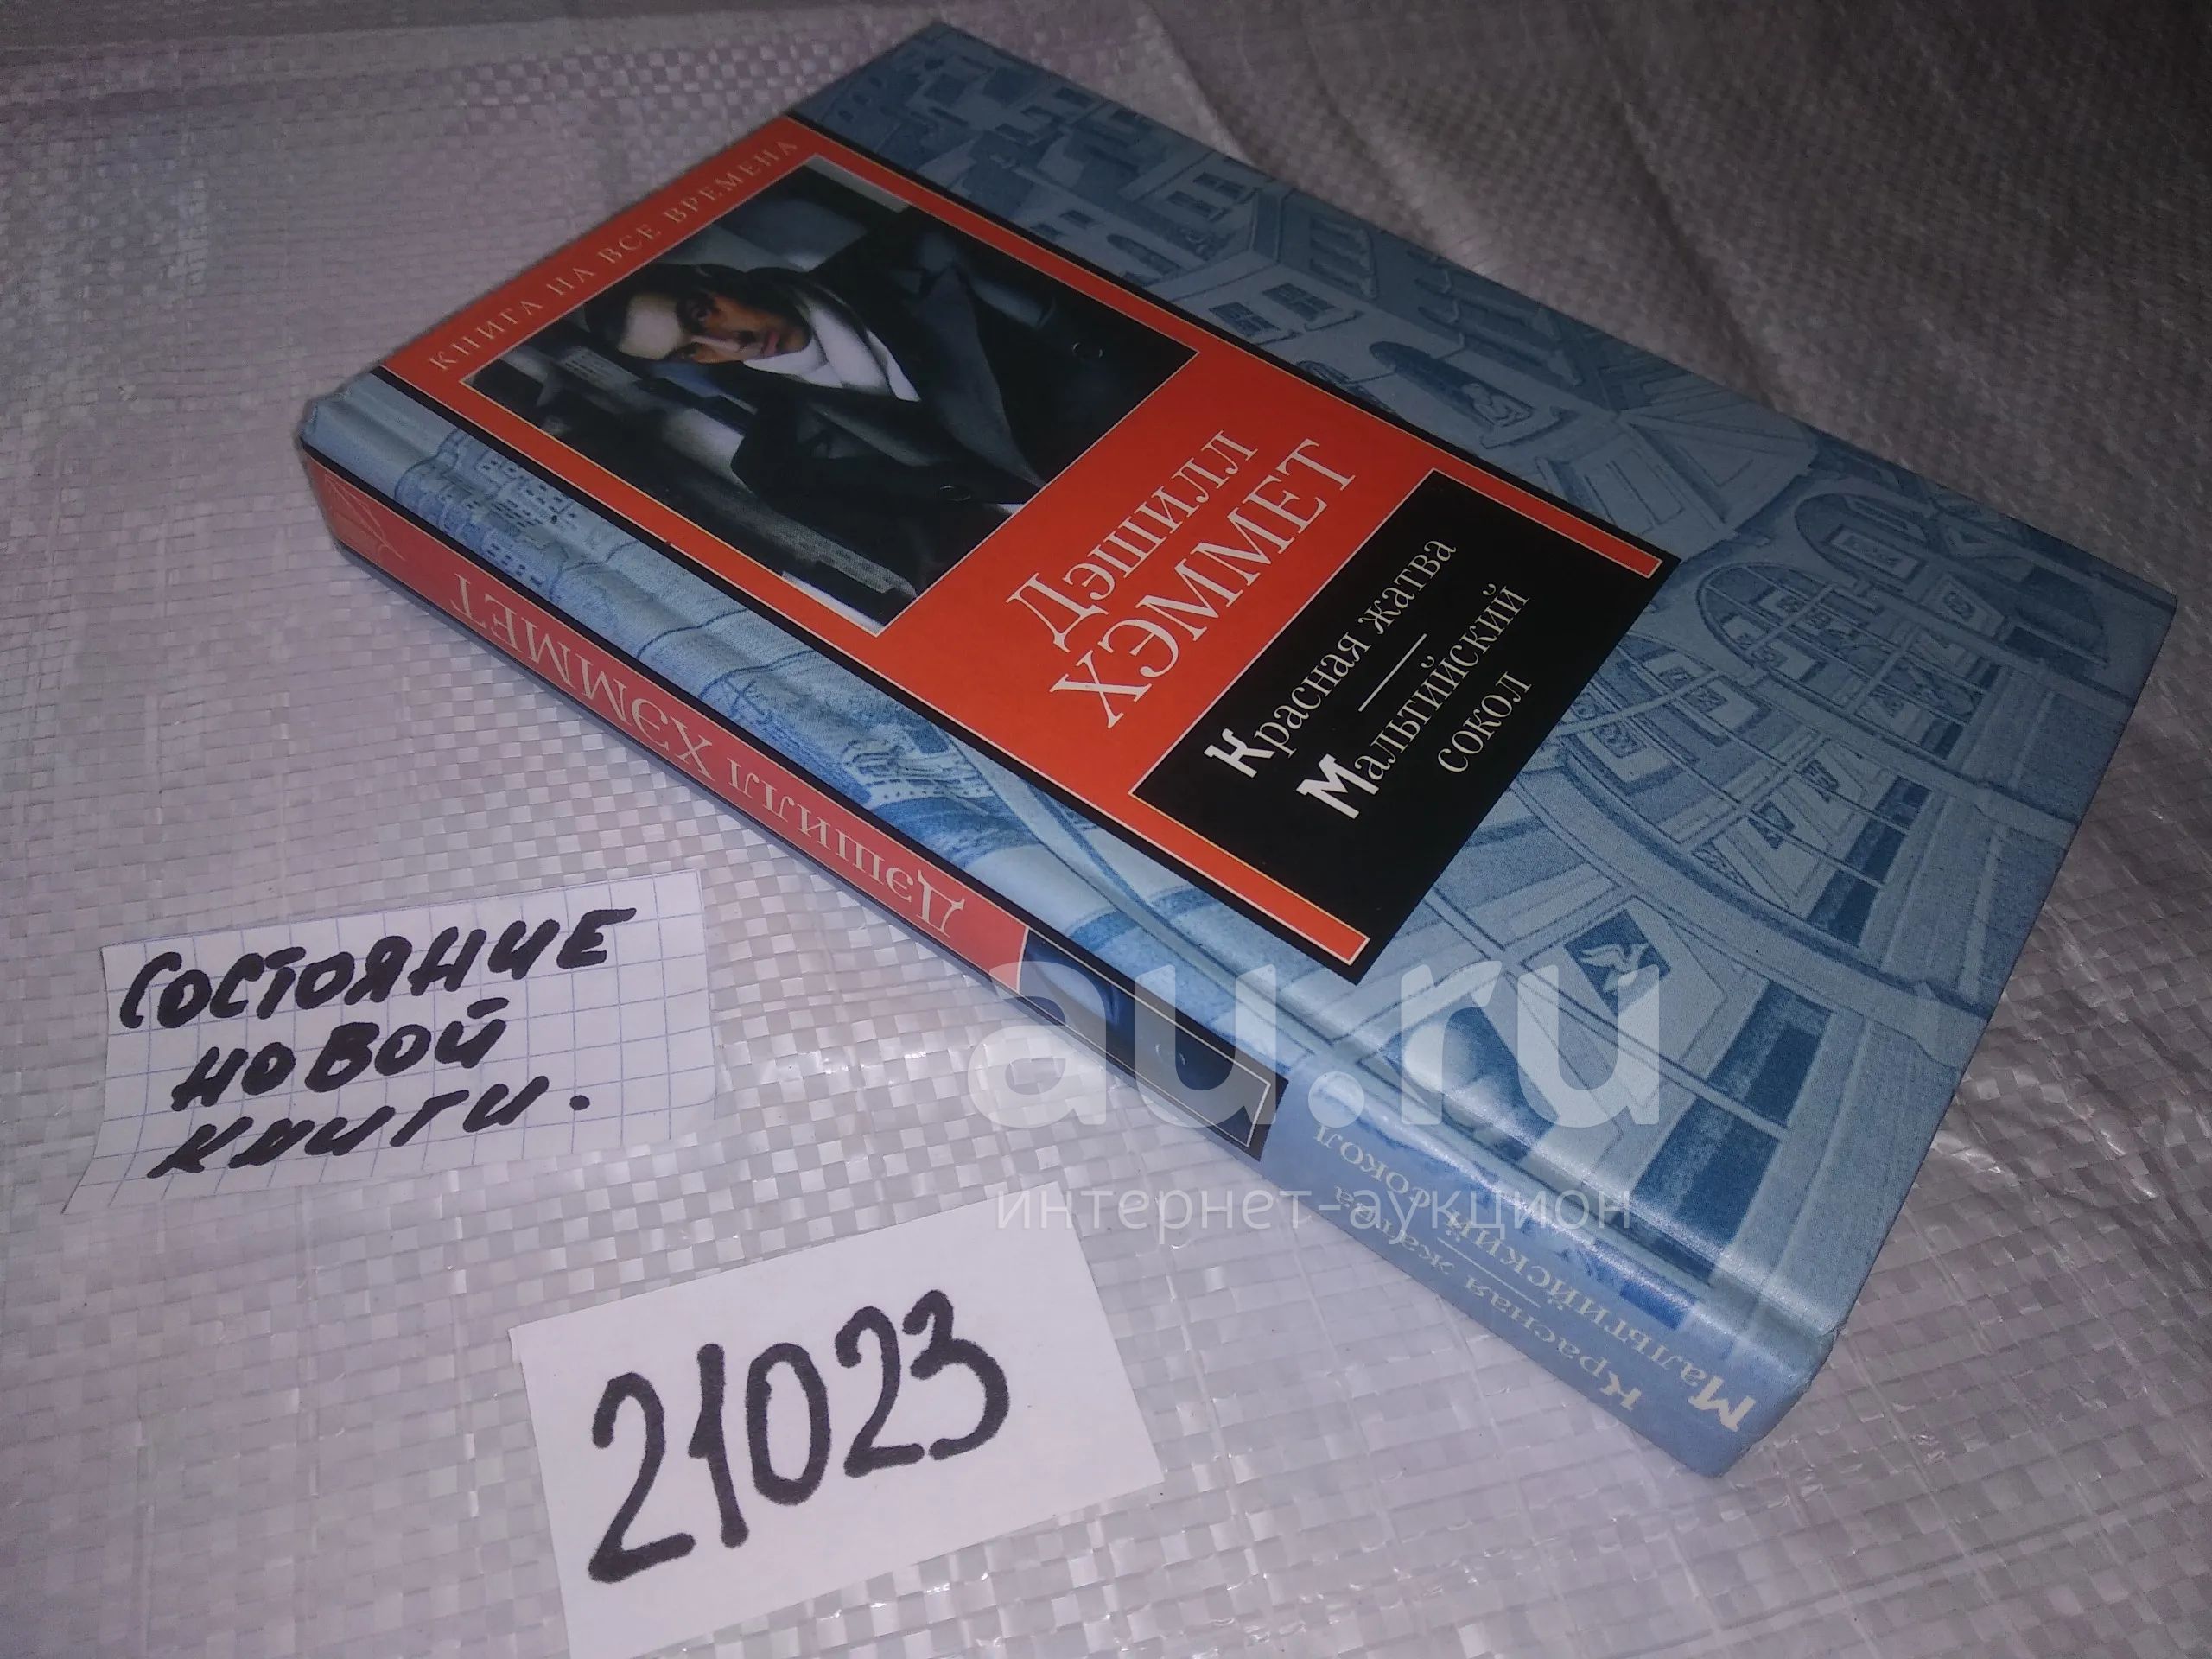 КНИГА НА ВСЕ ВРЕМЕНА
Дэшилл
ХЭММЕТ
Красная жатва
Мальтийский
сокол
Дэшилл ХЭММЕТ
Красная жатва
Мальтийский сокол
au.ru
интернет-аукцион
СОСТОЯНИЕ
НОВОЙ
КНИГИ.
21023